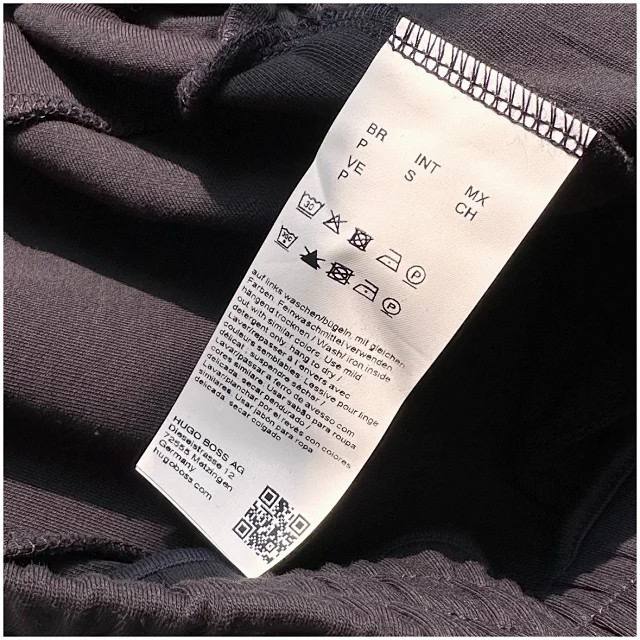 BR INT MX
P S CH
VE
P
30
30°C
P
P
auf links waschen/bügeln, mit gleichen
Farben. Feinwaschmittel verwenden
hängend trocknen / Wash/ iron inside
out with similar colors. Use mild
detergent only, hang to dry /
Laver/repasser à l'envers avec
couleurs semblables. Lessive pour linge
délicat, suspendre sécher /
Lavar/passar a ferro de avesso com
cores similare. Usar sabão para roupa
delicada secar pendurado /
Lavar/planchar por el revés con colores
similares. Usar jabón para ropa
delicada secar colgado
HUGO BOSS AG
Dieselstrasse 12
72555 Metzingen
Germany
hugoboss.com